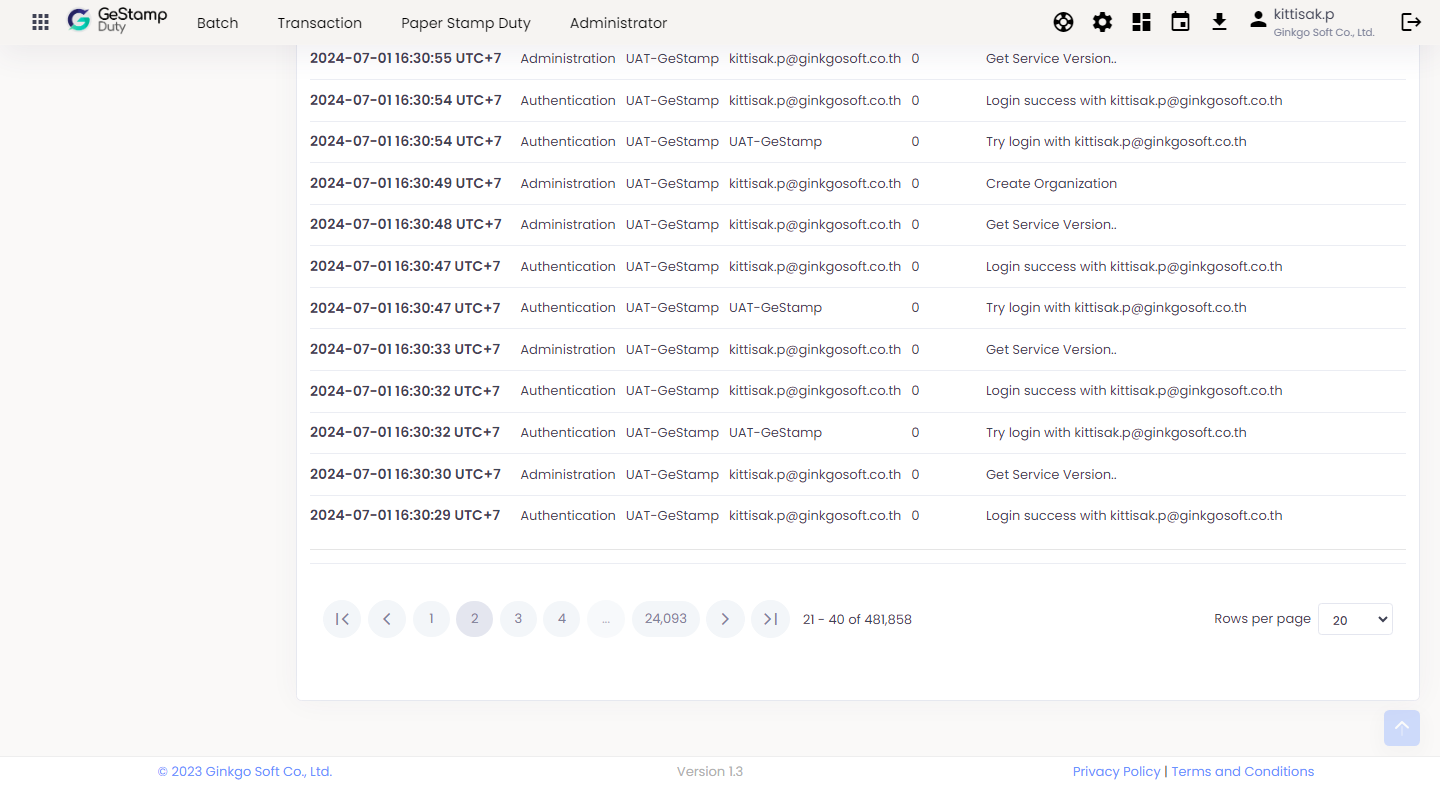 GeStamp
Duty
Batch
Transaction
Paper Stamp Duty
Administrator
kittisak.p
Ginkgo Soft Co., Ltd.
2024-07-01 16:30:55 UTC+7 Administration UAT-GeStamp kittisak.p@ginkgosoft.co.th 0 Get Service Version..
2024-07-01 16:30:54 UTC+7 Authentication UAT-GeStamp kittisak.p@ginkgosoft.co.th 0 Login success with kittisak.p@ginkgosoft.co.th
2024-07-01 16:30:54 UTC+7 Authentication UAT-GeStamp UAT-GeStamp 0 Try login with kittisak.p@ginkgosoft.co.th
2024-07-01 16:30:49 UTC+7 Administration UAT-GeStamp kittisak.p@ginkgosoft.co.th 0 Create Organization
2024-07-01 16:30:48 UTC+7 Administration UAT-GeStamp kittisak.p@ginkgosoft.co.th 0 Get Service Version..
2024-07-01 16:30:47 UTC+7 Authentication UAT-GeStamp kittisak.p@ginkgosoft.co.th 0 Login success with kittisak.p@ginkgosoft.co.th
2024-07-01 16:30:47 UTC+7 Authentication UAT-GeStamp UAT-GeStamp 0 Try login with kittisak.p@ginkgosoft.co.th
2024-07-01 16:30:33 UTC+7 Administration UAT-GeStamp kittisak.p@ginkgosoft.co.th 0 Get Service Version..
2024-07-01 16:30:32 UTC+7 Authentication UAT-GeStamp kittisak.p@ginkgosoft.co.th 0 Login success with kittisak.p@ginkgosoft.co.th
2024-07-01 16:30:32 UTC+7 Authentication UAT-GeStamp UAT-GeStamp 0 Try login with kittisak.p@ginkgosoft.co.th
2024-07-01 16:30:30 UTC+7 Administration UAT-GeStamp kittisak.p@ginkgosoft.co.th 0 Get Service Version..
2024-07-01 16:30:29 UTC+7 Authentication UAT-GeStamp kittisak.p@ginkgosoft.co.th 0 Login success with kittisak.p@ginkgosoft.co.th
1 2 3 4 ... 24,093 21 - 40 of 481,858 Rows per page 20
© 2023 Ginkgo Soft Co., Ltd. Version 1.3 Privacy Policy | Terms and Conditions